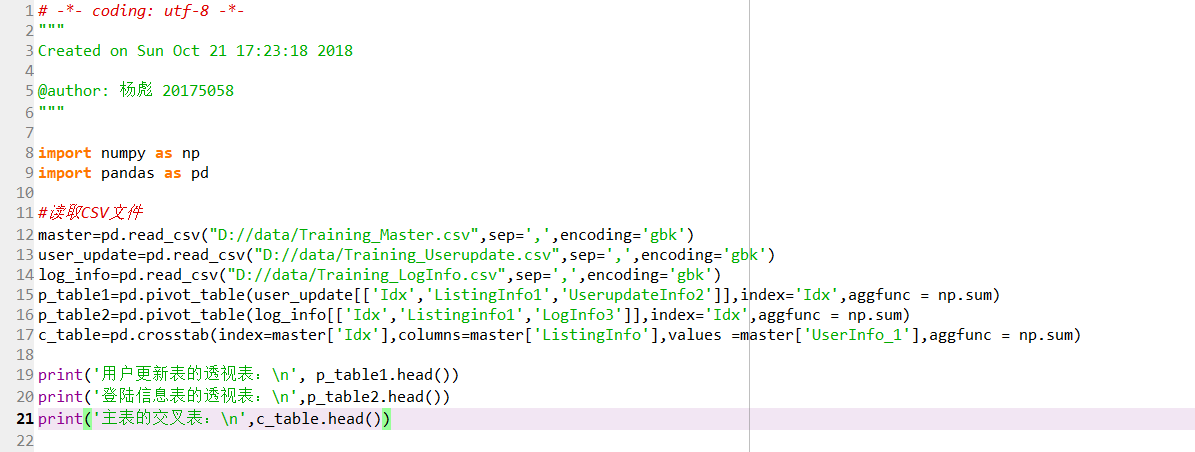 1 # -*- coding: utf-8 -*-
2 """
3 Created on Sun Oct 21 17:23:18 2018
4
5 @author: 杨彪 20175058
6 """
7
8 import numpy as np
9 import pandas as pd
10
11 #读取CSV文件
12 master=pd.read_csv("D://data/Training_Master.csv",sep=',',encoding='gbk')
13 user_update=pd.read_csv("D://data/Training_Userupdate.csv",sep=',',encoding='gbk')
14 log_info=pd.read_csv("D://data/Training_LogInfo.csv",sep=',',encoding='gbk')
15 p_table1=pd.pivot_table(user_update[['Idx','ListingInfo1','UserupdateInfo2']],index='Idx',aggfunc = np.sum)
16 p_table2=pd.pivot_table(log_info[['Idx','Listinginfo1','LogInfo3']],index='Idx',aggfunc = np.sum)
17 c_table=pd.crosstab(index=master['Idx'],columns=master['ListingInfo'],values =master['UserInfo_1'],aggfunc = np.sum)
18
19 print('用户更新表的透视表：\n', p_table1.head())
20 print('登陆信息表的透视表：\n',p_table2.head())
21 print('主表的交叉表：\n',c_table.head())
22